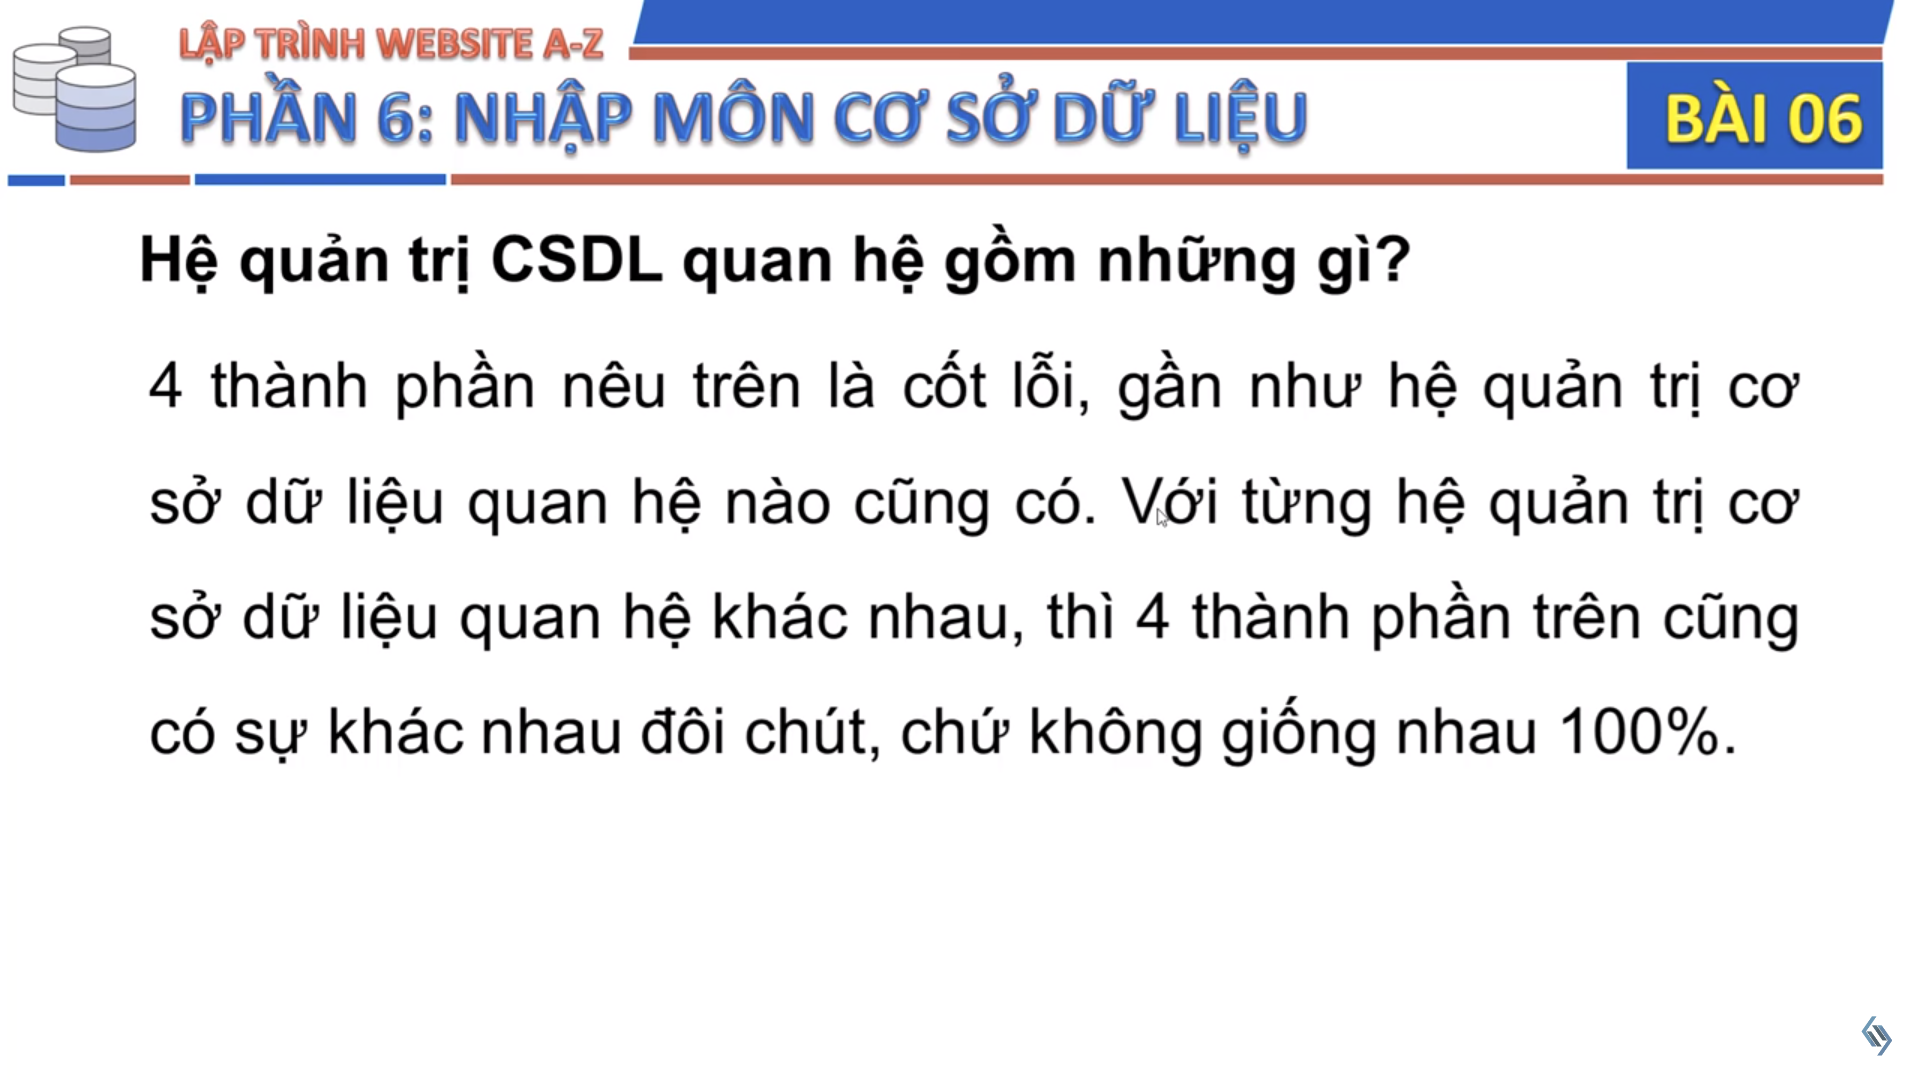 LẬP TRÌNH WEBSITE A-Z
PHẦN 6: NHẬP MÔN CƠ SỞ DỮ LIỆU
BÀI 06
Hệ quản trị CSDL quan hệ gồm những gì?
4 thành phần nêu trên là cốt lỗi, gần như hệ quản trị cơ
sở dữ liệu quan hệ nào cũng có. Với từng hệ quản trị cơ
sở dữ liệu quan hệ khác nhau, thì 4 thành phần trên cũng
có sự khác nhau đôi chút, chứ không giống nhau 100%.